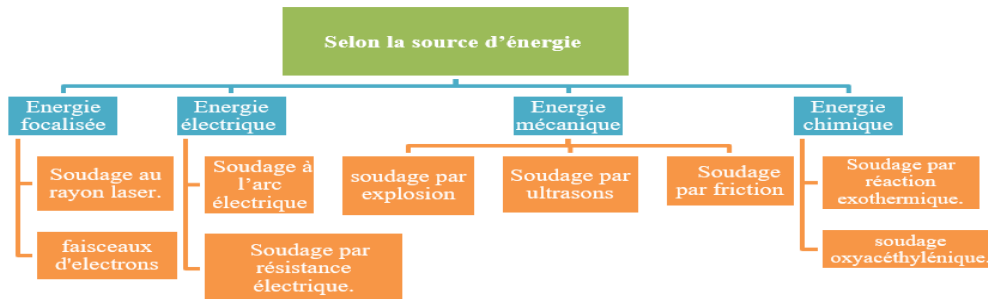 Selon la source d’énergie
Energie
focalisée
Energie
électrique
Energie
mécanique
Energie
chimique
Soudage au
rayon laser.
faisceaux
d'electrons
Soudage à
l’arc
électrique
Soudage par
résistance
électrique.
soudage par
explosion
Soudage par
ultrasons
Soudage
par friction
Soudage par
réaction
exothermique.
soudage
oxyacéthylénique.